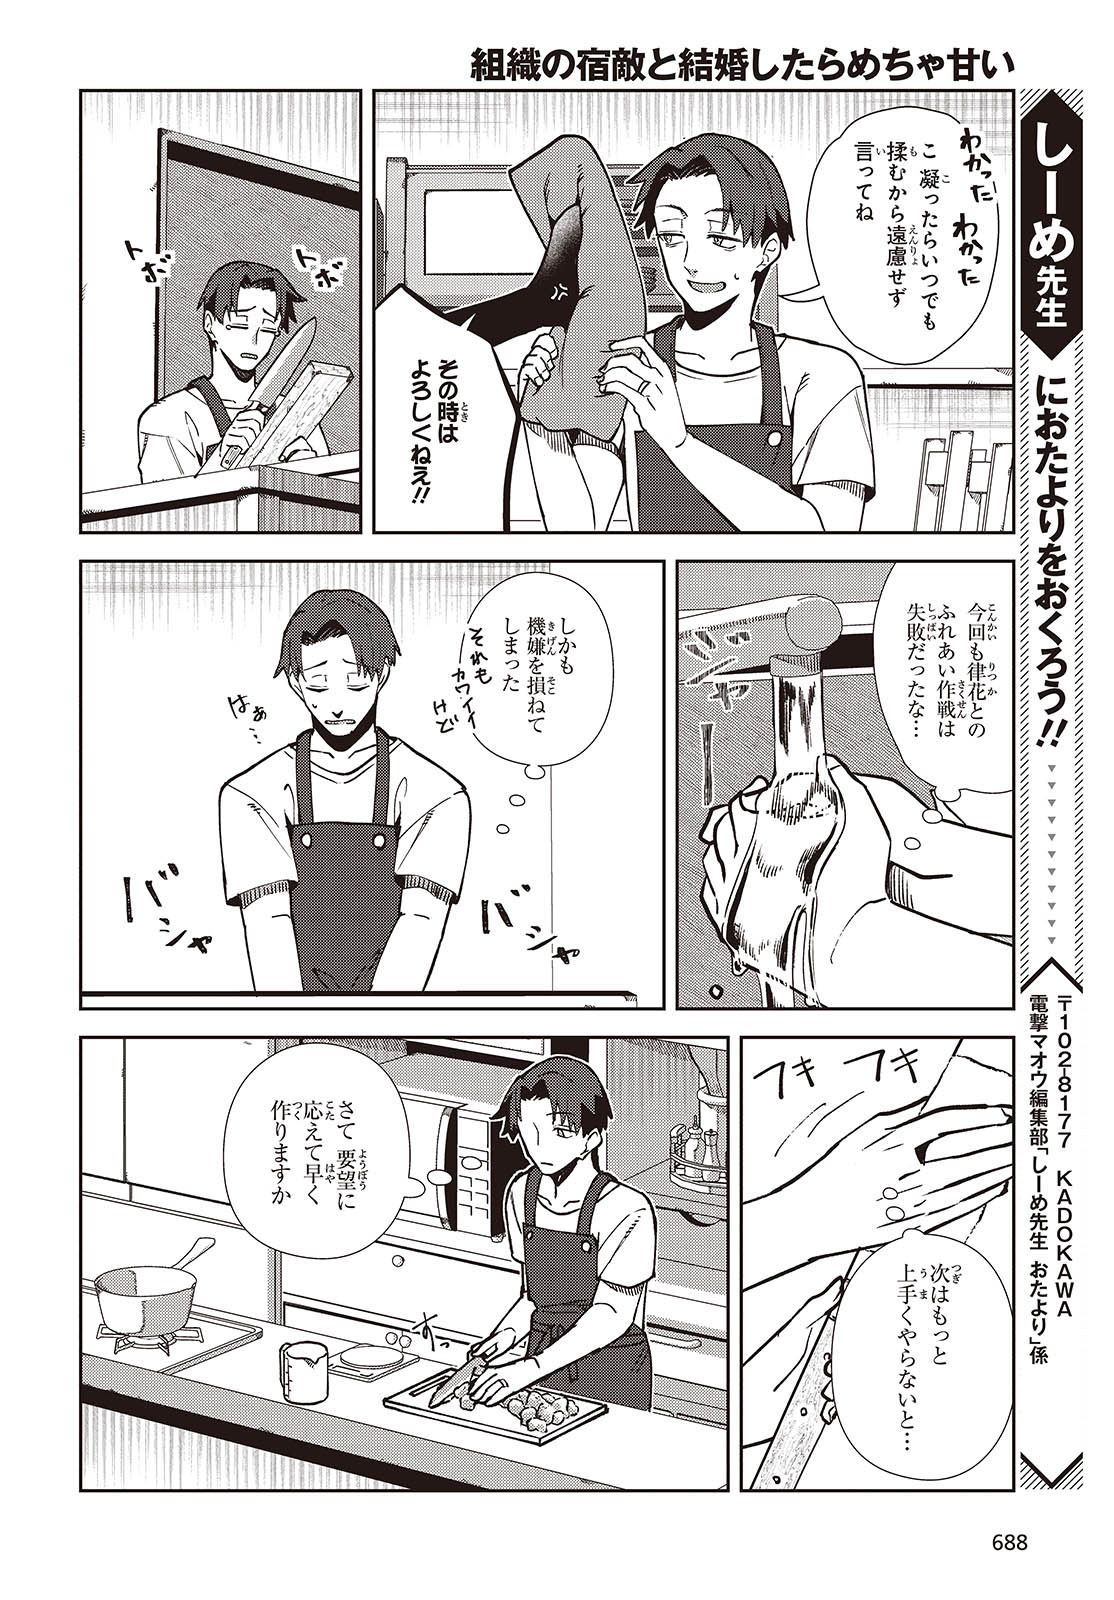 組織の宿敵と結婚したらめちゃ甘い
しーめ先生におたよりをおくろう!!
〒102-8177 KADOKAWA
電撃マオウ編集部「しーめ先生 おたより」係
わかった
わかった
こ 凝ったらいつでも
揉むから遠慮せず
言ってね
その時は
よろしくねえ!!
トボ
トボ
今回も律花との
ふれあい作戦は
失敗だったな…
しかも
機嫌を損ねて
しまった
それも
カワイイ
けど
はぁ…
バシャ
バシャ
フキ
フキ
次はもっと
上手くやらないと…
さて 要望に
応えて早く
作りますか
688